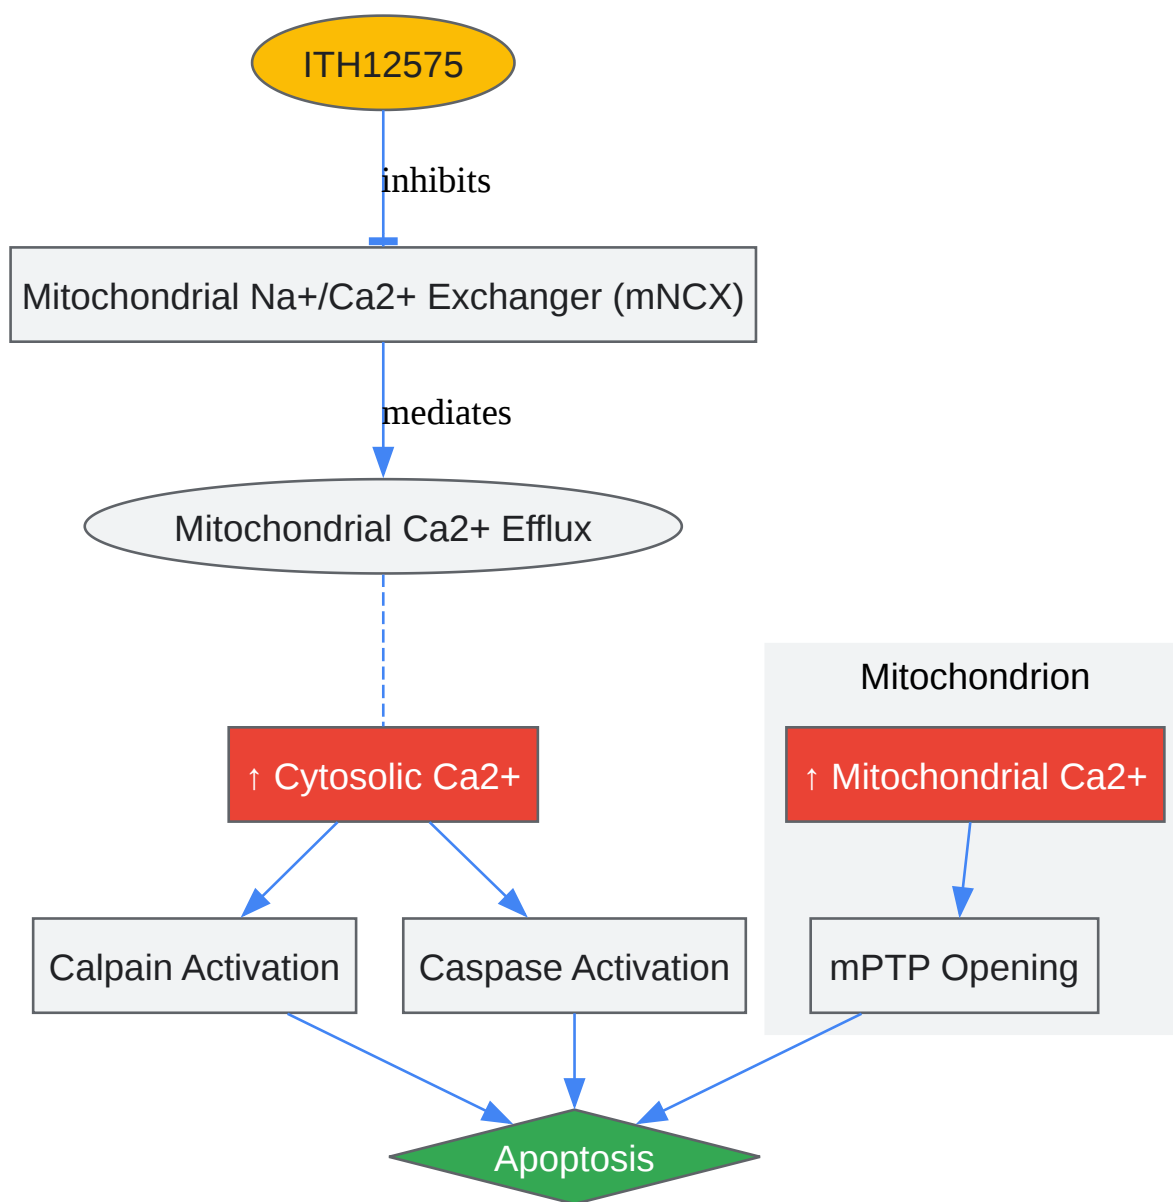 ITH12575
inhibits
Mitochondrial Na+/Ca2+ Exchanger (mNCX)
mediates
Mitochondrial Ca2+ Efflux
Mitochondrion
↑ Cytosolic Ca2+
↑ Mitochondrial Ca2+
Calpain Activation
Caspase Activation
mPTP Opening
Apoptosis